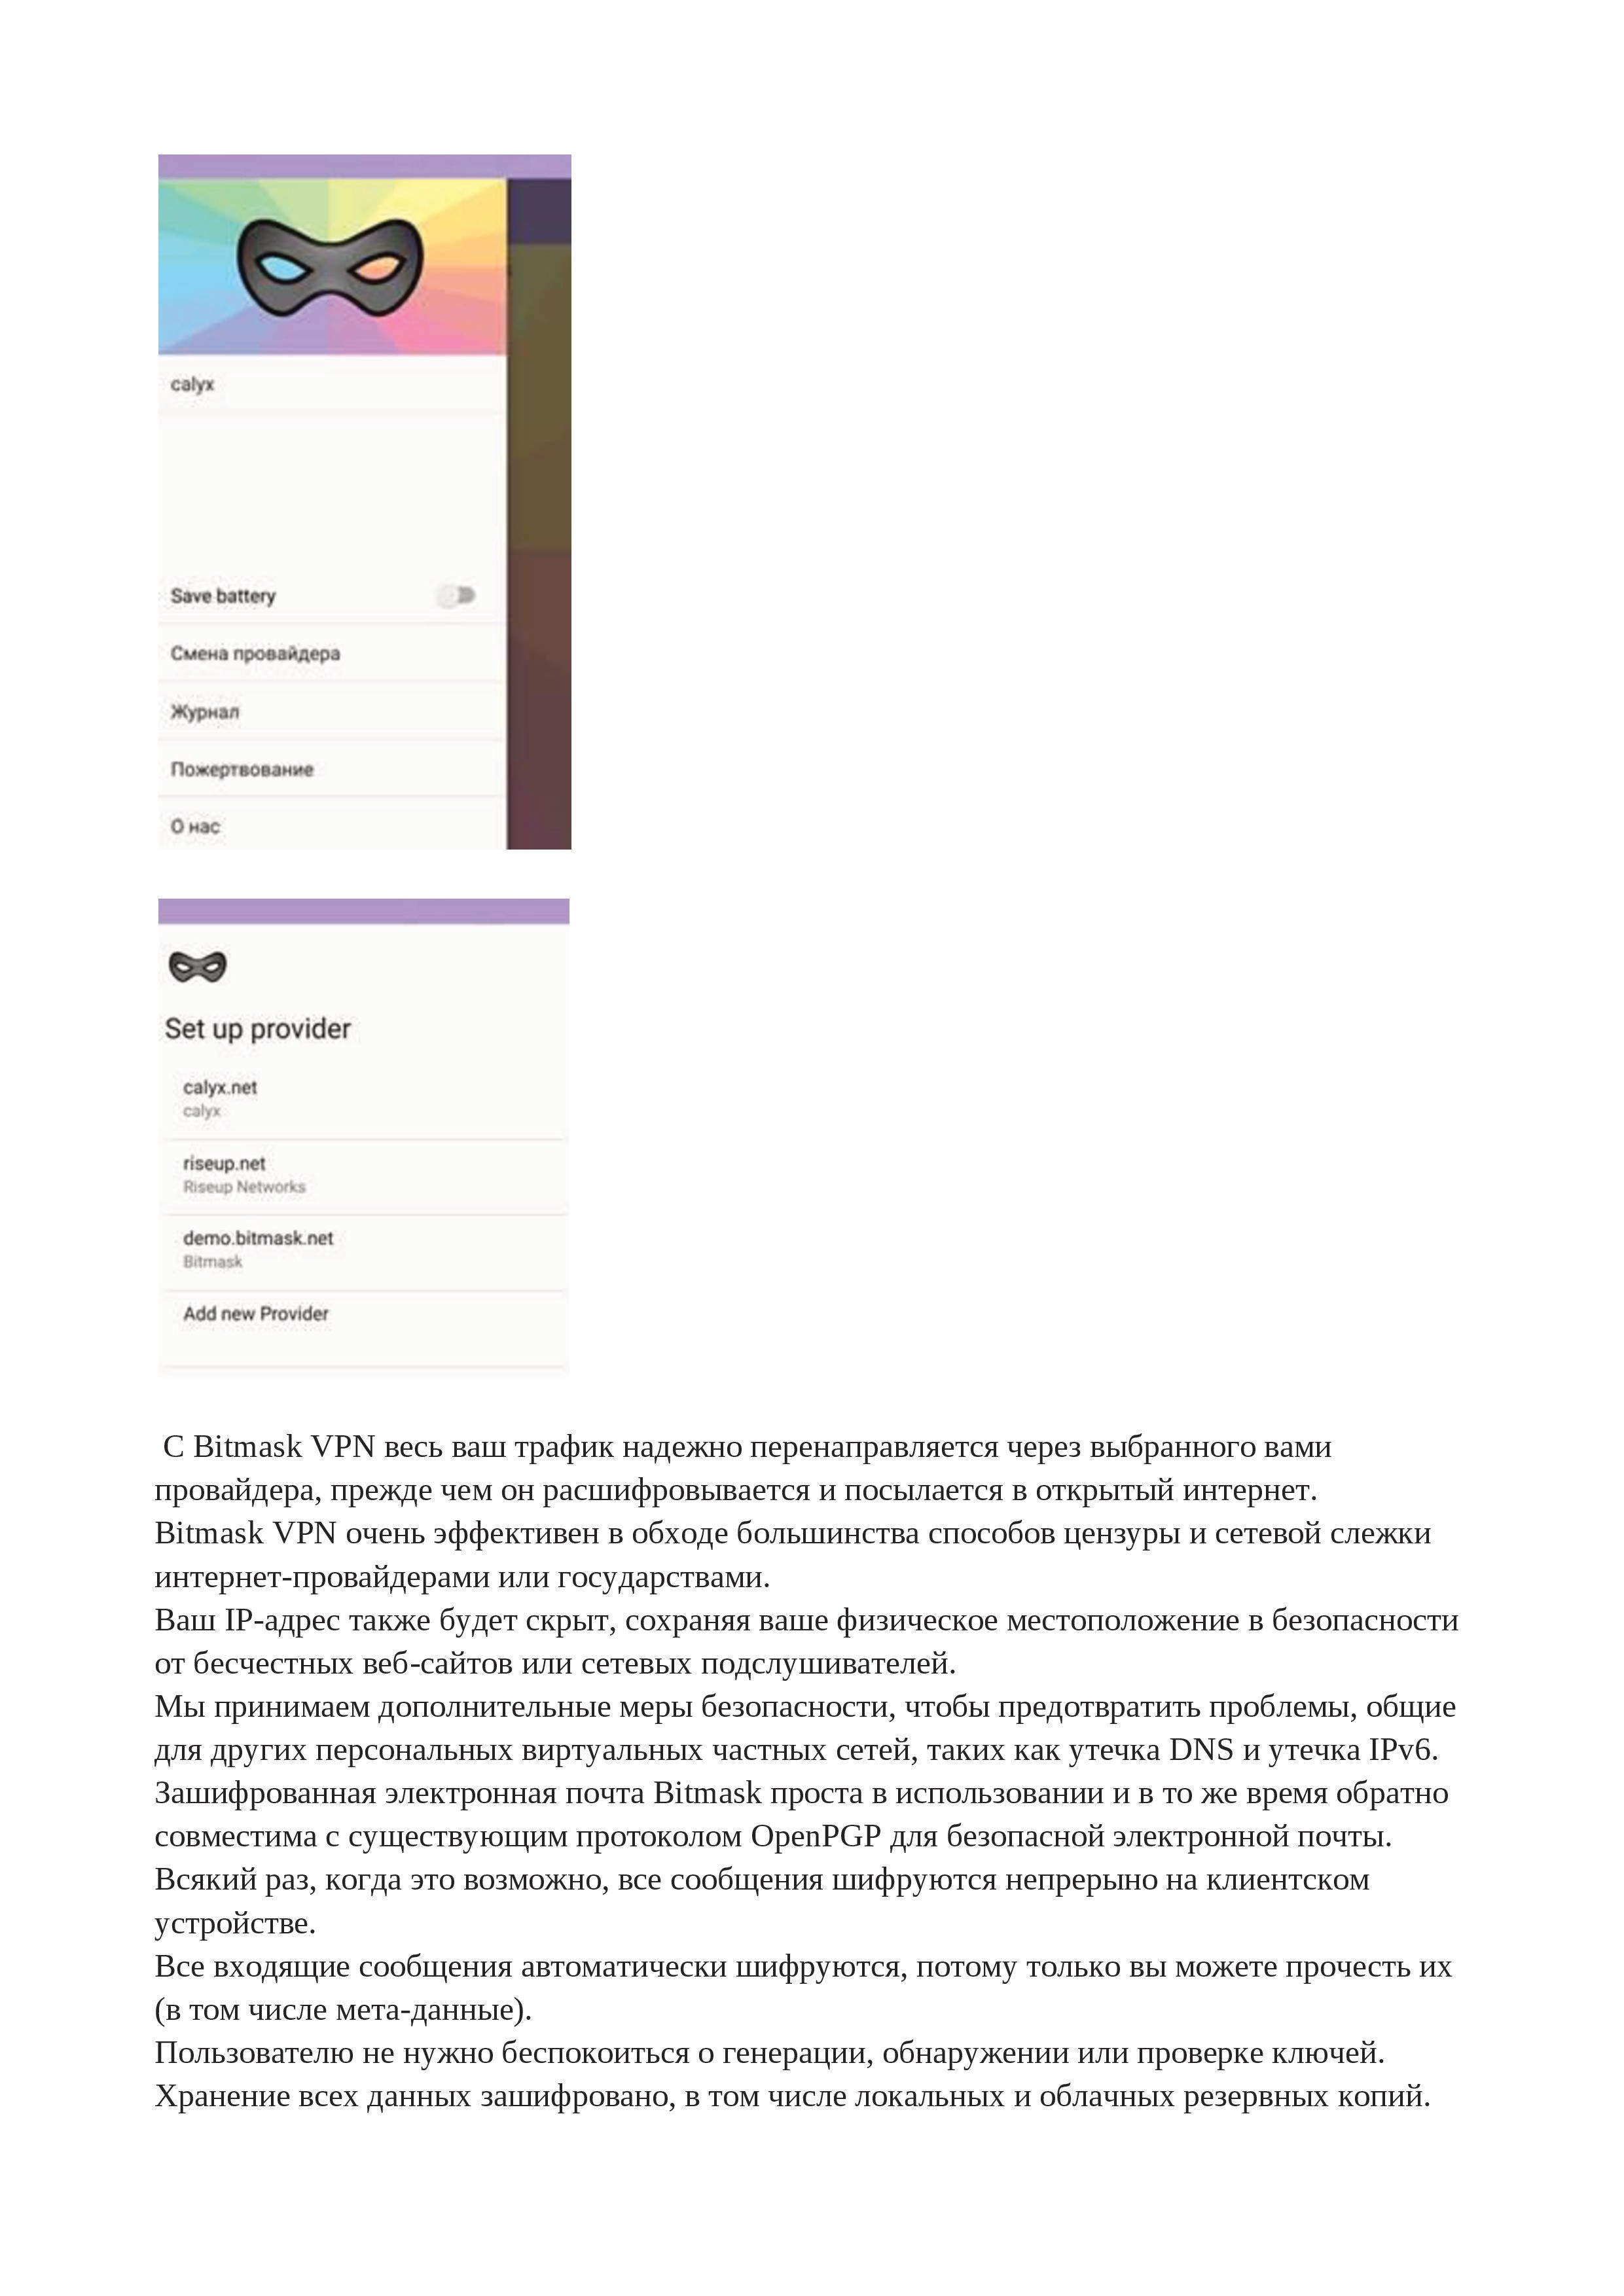 calyx
Save battery
Смена провайдера
Журнал
Пожертвование
О нас
Set up provider
calyx.net
calyx
riseup.net
Riseup Networks
demo.bitmask.net
Bitmask
Add new Provider
С Bitmask VPN весь ваш трафик надежно перенаправляется через выбранного вами
провайдера, прежде чем он расшифровывается и посылается в открытый интернет.
Bitmask VPN очень эффективен в обходе большинства способов цензуры и сетевой слежки
интернет-провайдерами или государствами.
Ваш IP-адрес также будет скрыт, сохраняя ваше физическое местоположение в безопасности
от бесчестных веб-сайтов или сетевых подслушивателей.
Мы принимаем дополнительные меры безопасности, чтобы предотвратить проблемы, общие
для других персональных виртуальных частных сетей, таких как утечка DNS и утечка IPv6.
Зашифрованная электронная почта Bitmask проста в использовании и в то же время обратно
совместима с существующим протоколом OpenPGP для безопасной электронной почты.
Всякий раз, когда это возможно, все сообщения шифруются непрерыно на клиентском
устройстве.
Все входящие сообщения автоматически шифруются, потому только вы можете прочесть их
(в том числе мета-данные).
Пользователю не нужно беспокоиться о генерации, обнаружении или проверке ключей.
Хранение всех данных зашифровано, в том числе локальных и облачных резервных копий.